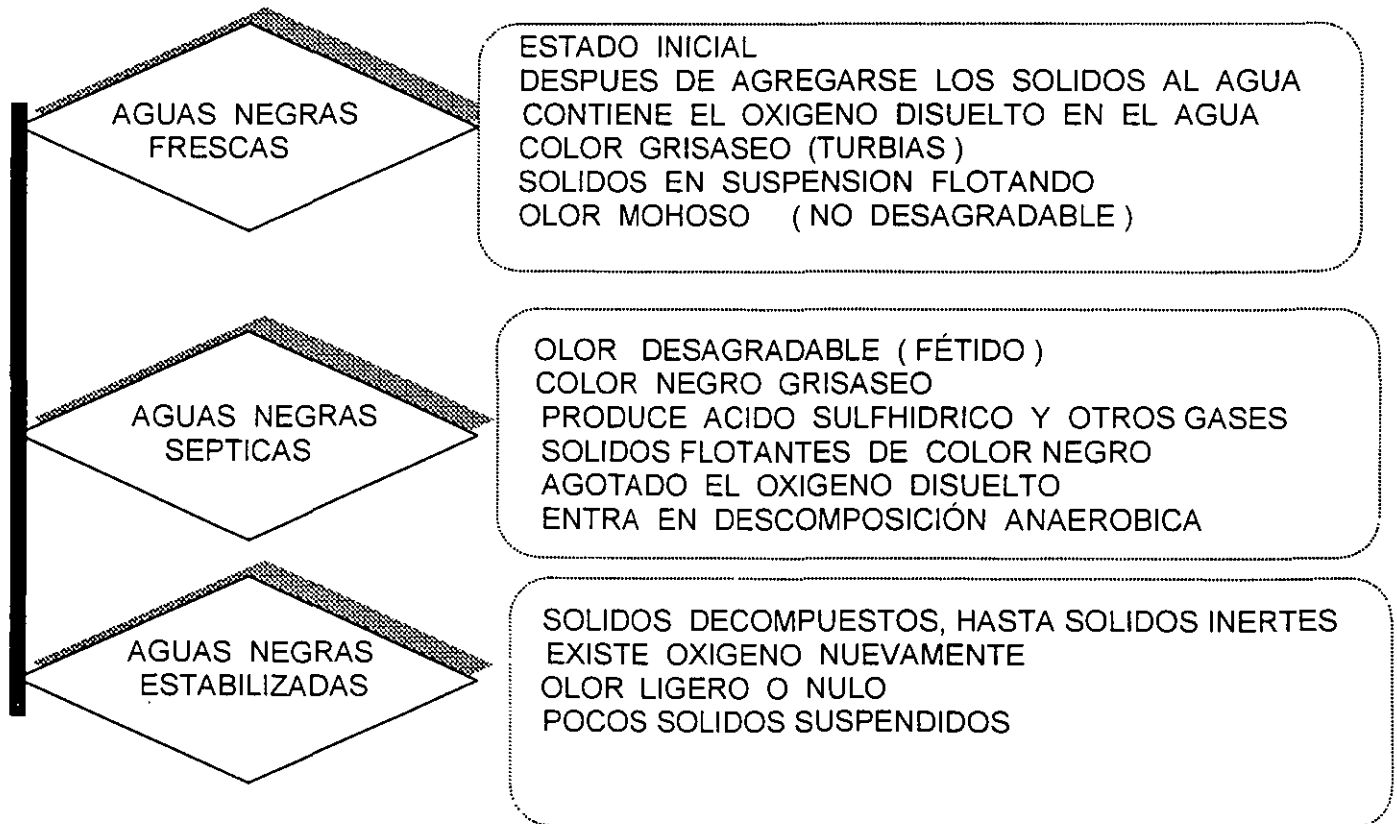 AGUAS NEGRAS
FRESCAS
ESTADO INICIAL
DESPUES DE AGREGARSE LOS SOLIDOS AL AGUA
CONTIENE EL OXIGENO DISUELTO EN EL AGUA
COLOR GRISASEO (TURBIAS )
SOLIDOS EN SUSPENSION FLOTANDO
OLOR MOHOSO ( NO DESAGRADABLE )
AGUAS NEGRAS
SEPTICAS
OLOR DESAGRADABLE ( FÉTIDO )
COLOR NEGRO GRISASEO
PRODUCE ACIDO SULFHIDRICO Y OTROS GASES
SOLIDOS FLOTANTES DE COLOR NEGRO
AGOTADO EL OXIGENO DISUELTO
ENTRA EN DESCOMPOSICIÓN ANAEROBICA
AGUAS NEGRAS
ESTABILIZADAS
SOLIDOS DECOMPUESTOS, HASTA SOLIDOS INERTES
EXISTE OXIGENO NUEVAMENTE
OLOR LIGERO O NULO
POCOS SOLIDOS SUSPENDIDOS